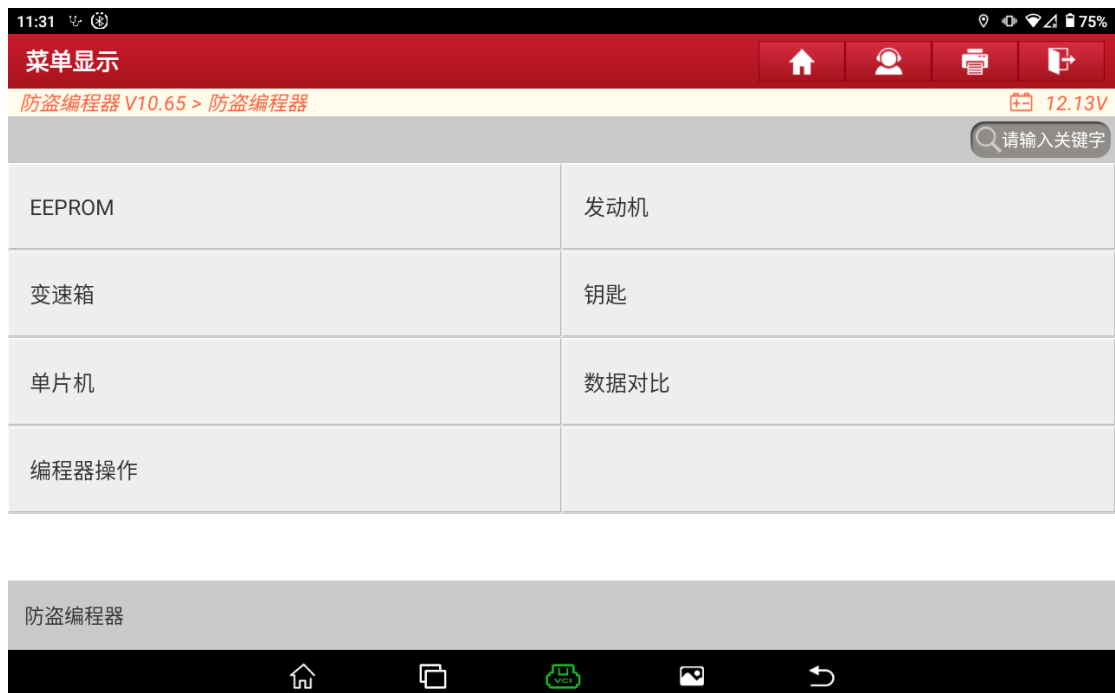 11:31 75%
菜单显示
防盗编程器 V10.65 > 防盗编程器 12.13V
请输入关键字
EEPROM 发动机
变速箱 钥匙
单片机 数据对比
编程器操作
防盗编程器
VCI